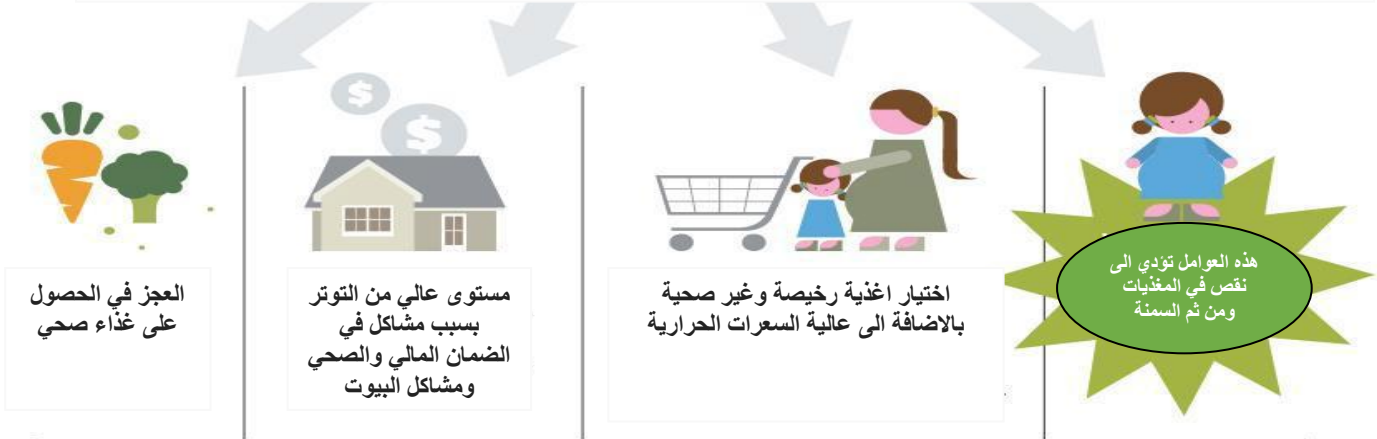 العجز في الحصول
على غذاء صحي
مستوى عالي من التوتر
بسبب مشاكل في
الضمان المالي والصحي
ومشاكل البيوت
اختيار اغذية رخيصة وغير صحية
بالاضافة الى عالية السعرات الحرارية
هذه العوامل تؤدي الى
نقص في المغذيات
ومن ثم السمنة